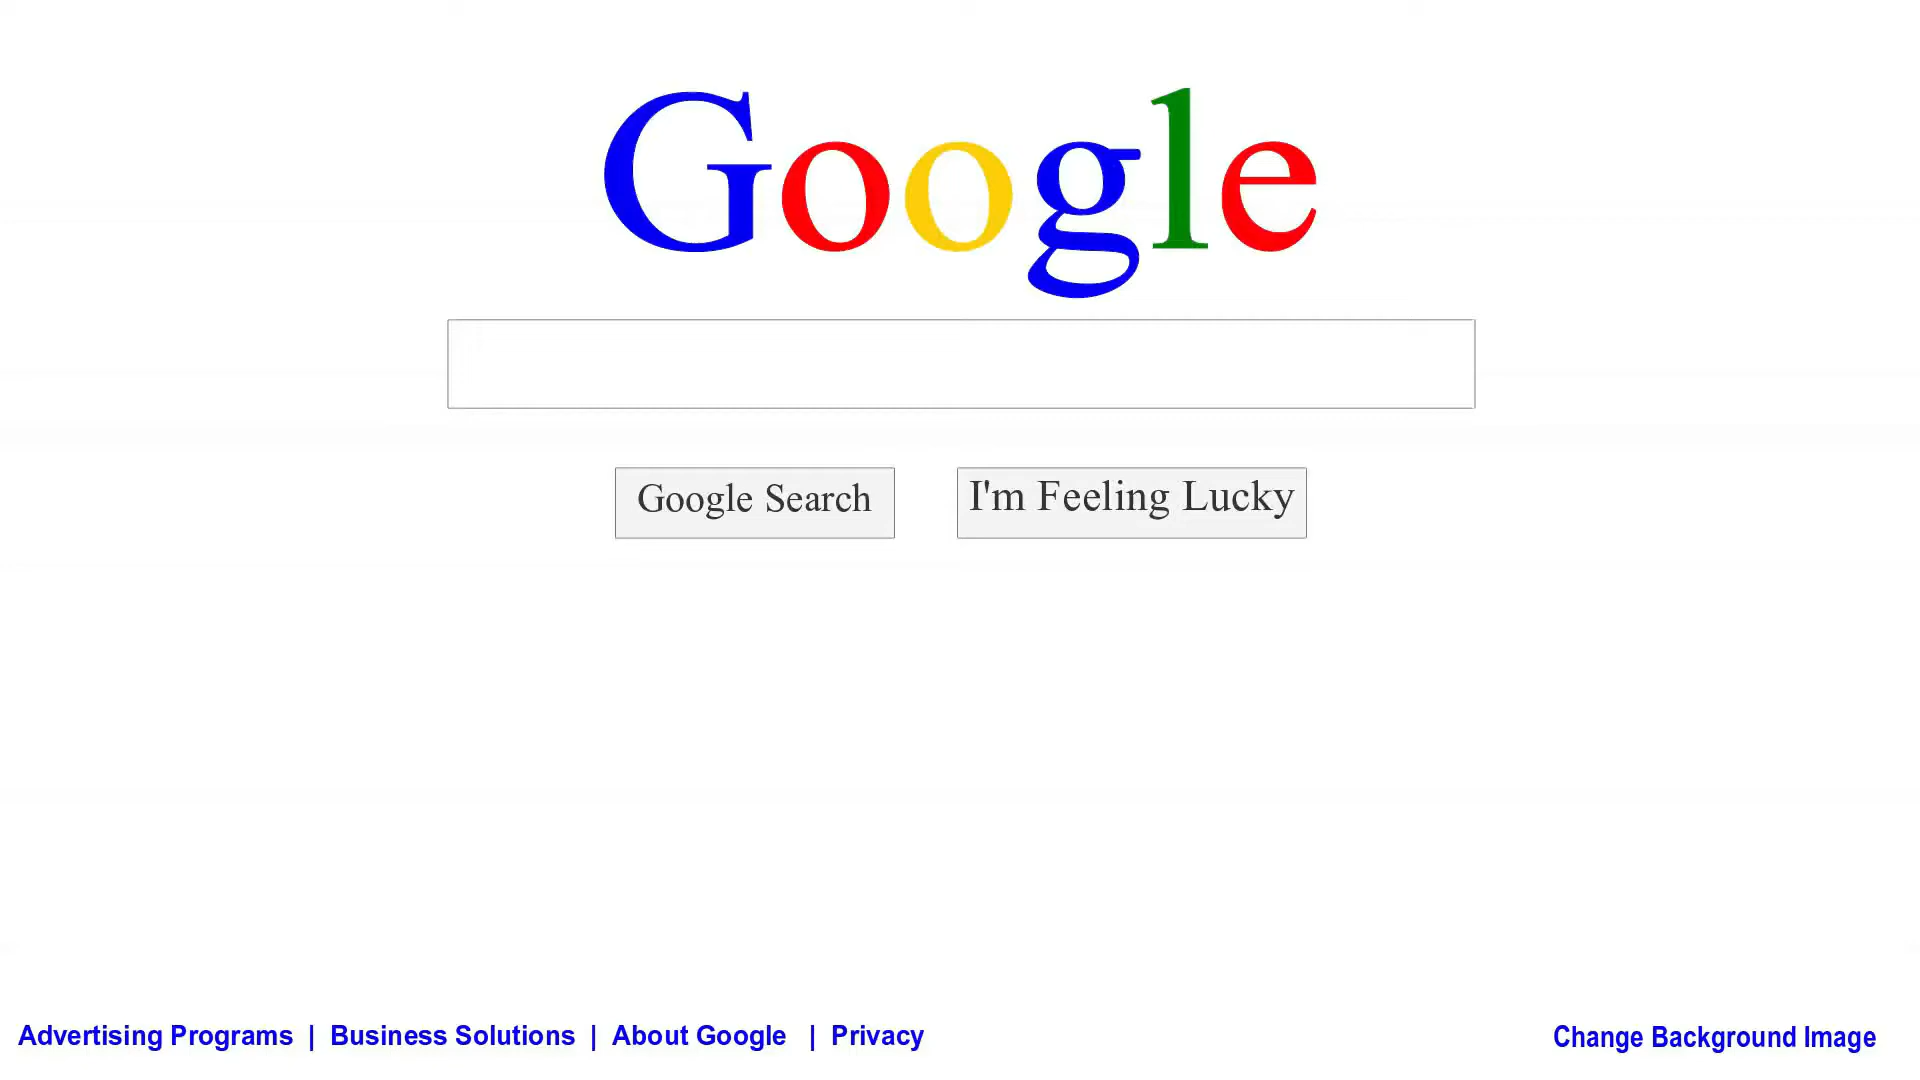 Google
Google Search
I'm Feeling Lucky
Advertising Programs | Business Solutions | About Google | Privacy
Change Background Image